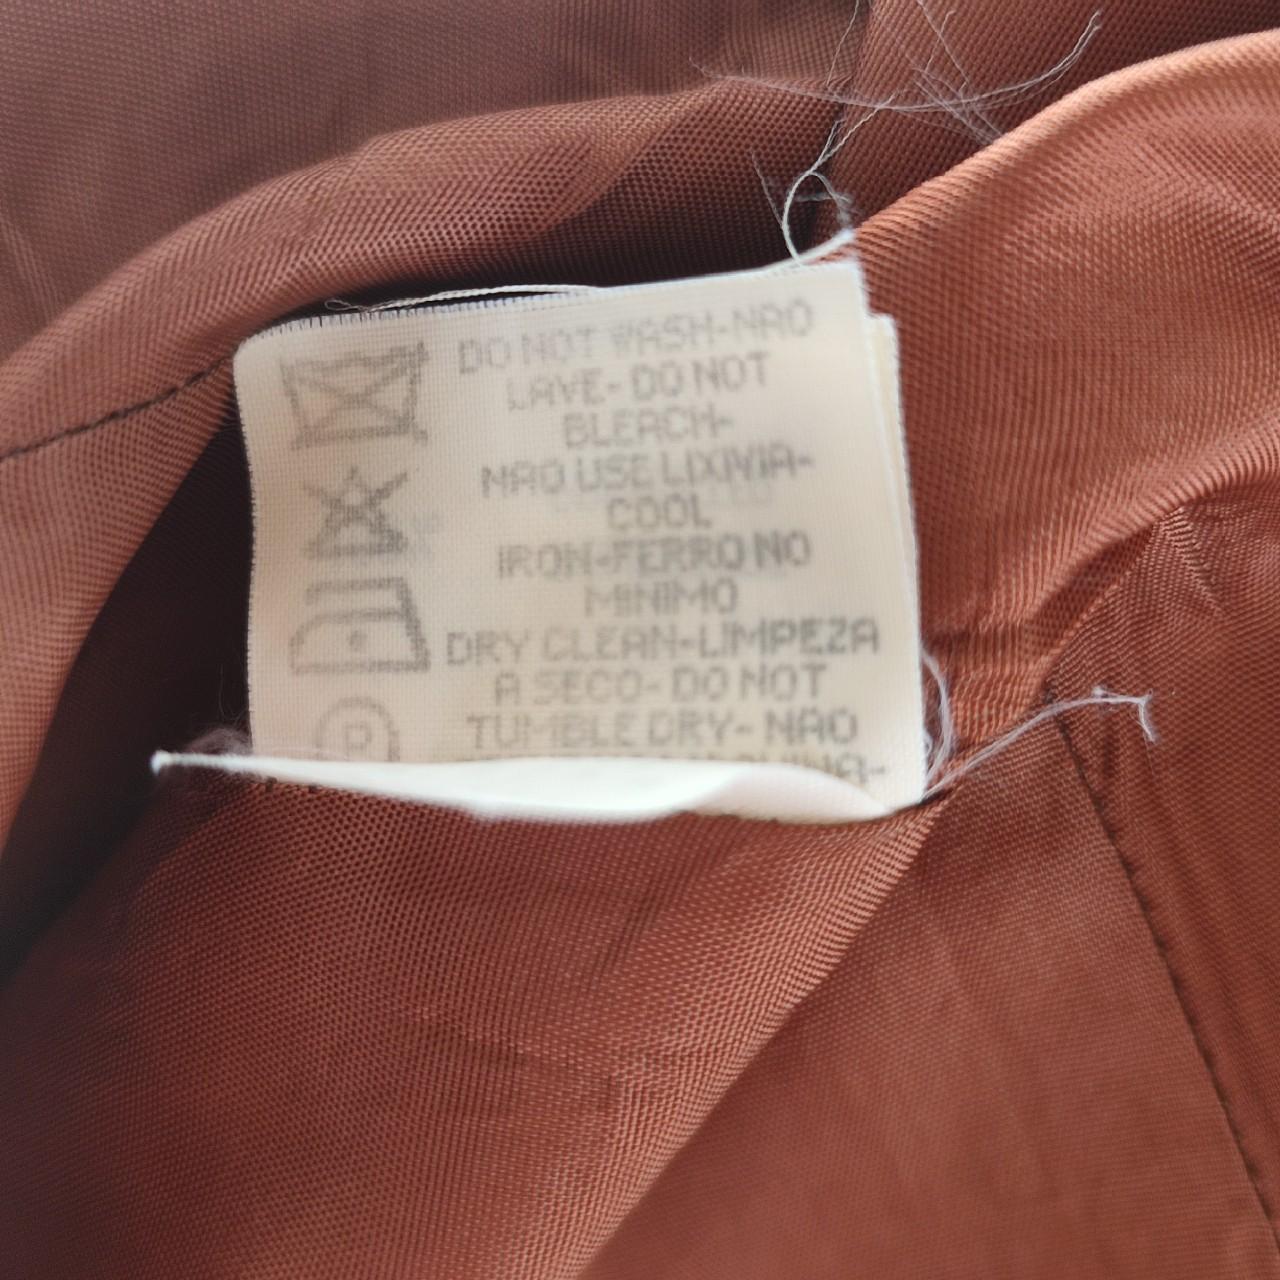 DO NOT WASH-NAO
LAVE-DO NOT
BLEACH-
NAO USE LIXIVIA-
COOL
IRON-FERRO NO
MINIMO
DRY CLEAN-LIMPEZA
A SECO-DO NOT
TUMBLE DRY-NAO
P